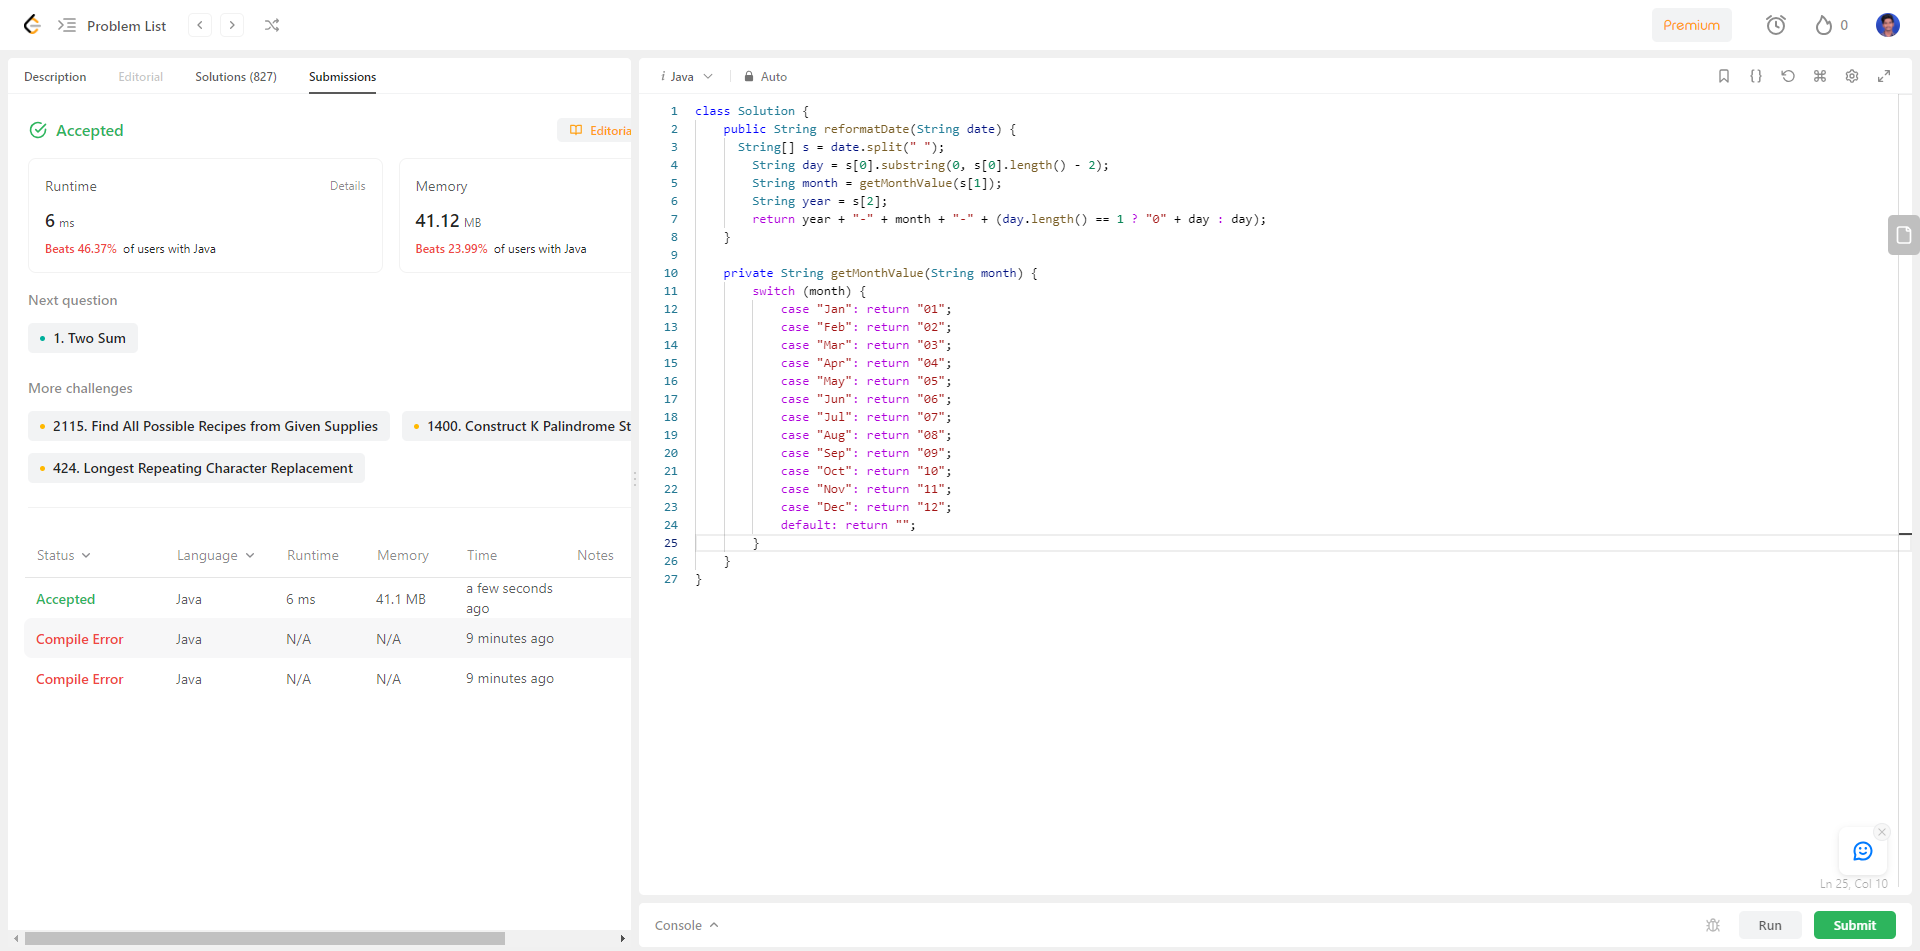 Problem List
Premium
0
Description Editorial Solutions (827) Submissions
Accepted
Runtime Details
6 ms
Beats 46.37% of users with Java
Memory
41.12 MB
Beats 23.99% of users with Java
Next question
1. Two Sum
More challenges
2115. Find All Possible Recipes from Given Supplies
1400. Construct K Palindrome St
424. Longest Repeating Character Replacement
Status Language Runtime Memory Time Notes
Accepted Java 6 ms 41.1 MB a few seconds
ago
Compile Error Java N/A N/A 9 minutes ago
Compile Error Java N/A N/A 9 minutes ago
i Java Auto
1 class Solution {
2 public String reformatDate(String date) {
3 String[] s = date.split(" ");
4 String day = s[0].substring(0, s[0].length() - 2);
5 String month = getMonthValue(s[1]);
6 String year = s[2];
7 return year + "-" + month + "-" + (day.length() == 1 ? "0" + day : day);
8 }
9
10 private String getMonthValue(String month) {
11 switch (month) {
12 case "Jan": return "01";
13 case "Feb": return "02";
14 case "Mar": return "03";
15 case "Apr": return "04";
16 case "May": return "05";
17 case "Jun": return "06";
18 case "Jul": return "07";
19 case "Aug": return "08";
20 case "Sep": return "09";
21 case "Oct": return "10";
22 case "Nov": return "11";
23 case "Dec": return "12";
24 default: return "";
25 }
26 }
27 }
Ln 25, Col 10
Console Run Submit